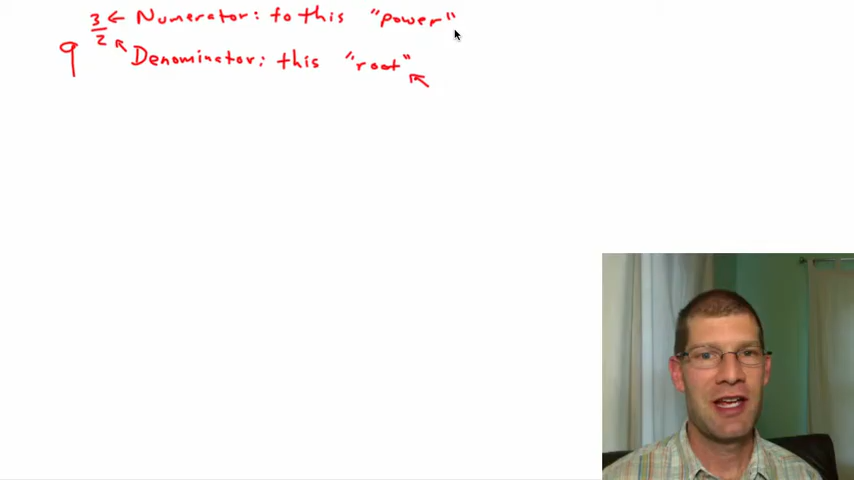 3 ← Numerator: to this "power"
2 Denominator: this "root"
9